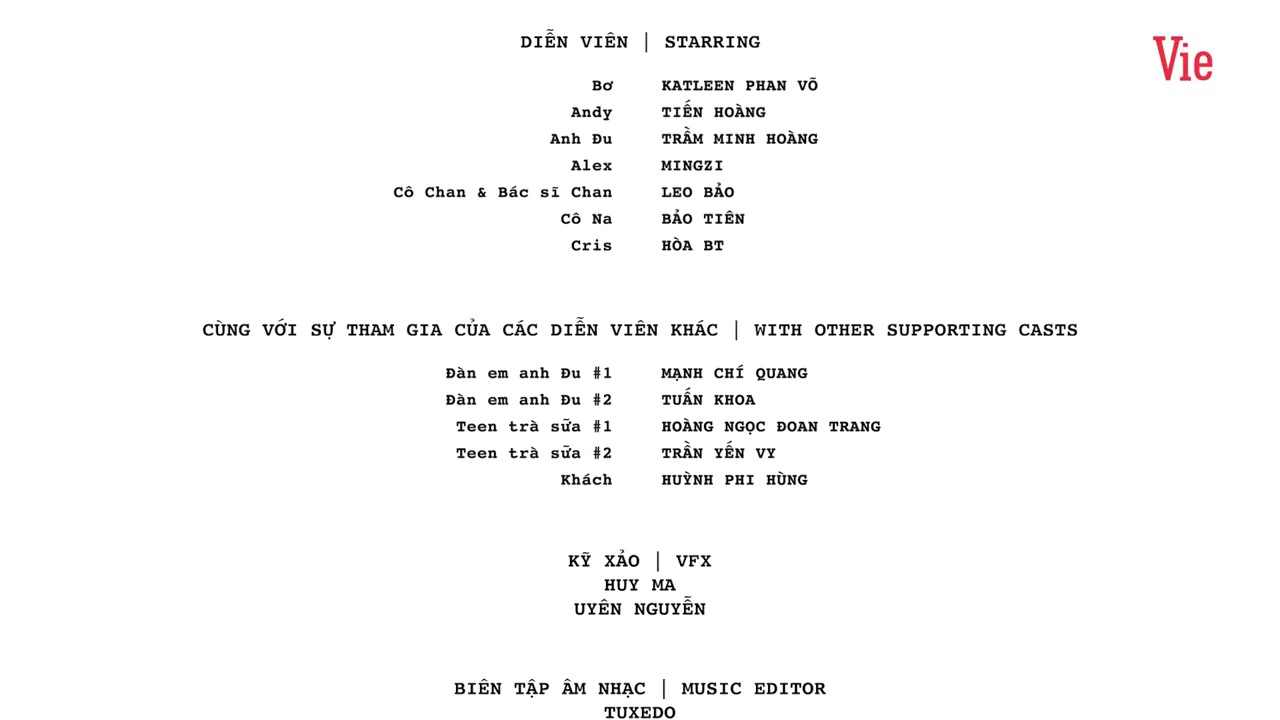 DIỄN VIÊN | STARRING
Vie
Bơ KATLEEN PHAN VÕ
Andy TIẾN HOÀNG
Anh Đu TRẦM MINH HOÀNG
Alex MINGZI
Cô Chan & Bác sĩ Chan LEO BẢO
Cô Na BẢO TIÊN
Cris HÒA BT
CÙNG VỚI SỰ THAM GIA CỦA CÁC DIỄN VIÊN KHÁC | WITH OTHER SUPPORTING CASTS
Đàn em anh Đu #1 MẠNH CHÍ QUANG
Đàn em anh Đu #2 TUẤN KHOA
Teen trà sữa #1 HOÀNG NGỌC ĐOAN TRANG
Teen trà sữa #2 TRẦN YẾN VY
Khách HUỲNH PHI HÙNG
KỸ XẢO | VFX
HUY MA
UYÊN NGUYỄN
BIÊN TẬP ÂM NHẠC | MUSIC EDITOR
TUXEDO